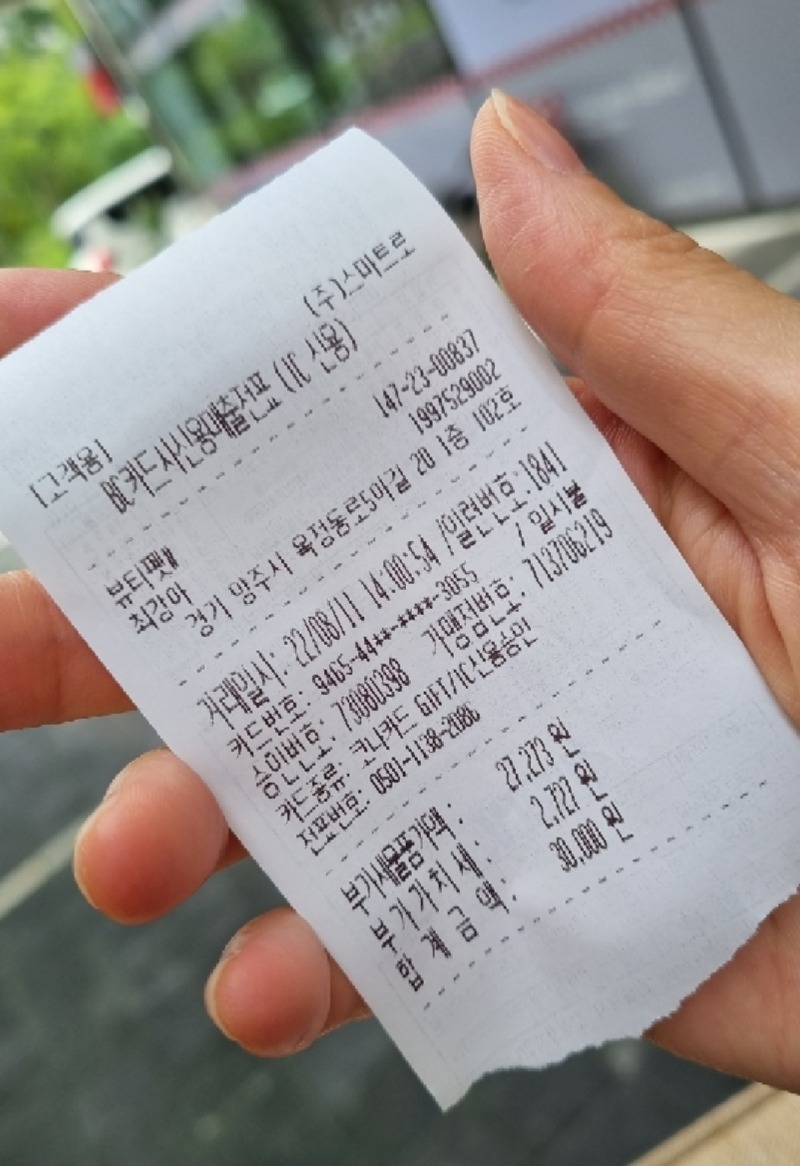 (주)스마트로
[고객용]
BC카드사신용매출전표 (IC 신용)
뷰티펫 147-23-00837
최강아 1997529002
경기 양주시 옥정동로5아길 20 1층 102호
거래일시: 22/08/11 14:00:54 /일련번호:1841
카드번호: 9465-44**-****-3055 / 일시불
승인번호: 73080398 가맹점번호: 713706219
카드종류: 코나카드 GIFT/IC신용승인
전표번호: 0501-1138-2086
부가세물품가액: 27,273 원
부 가 가 치 세: 2,727 원
합 계 금 액: 30,000 원